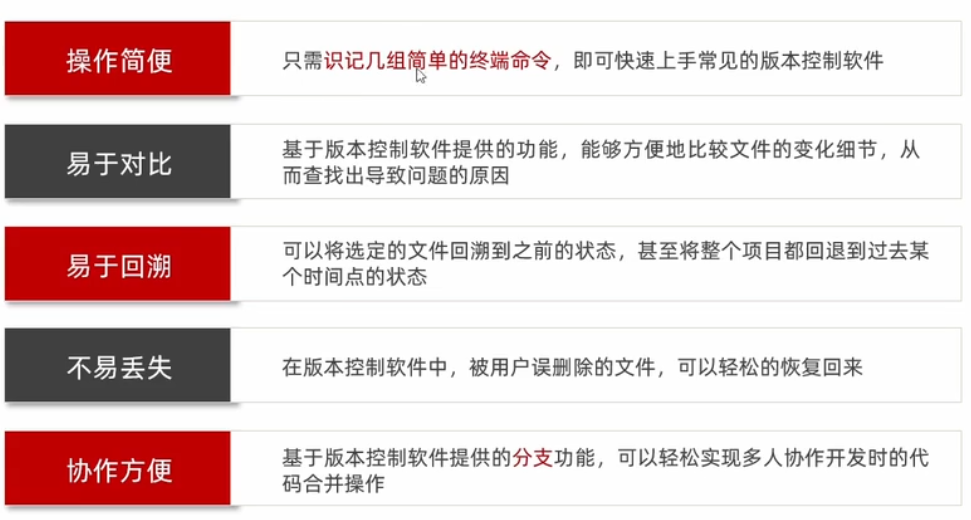 操作简便
只需识记几组简单的终端命令，即可快速上手常见的版本控制软件
易于对比
基于版本控制软件提供的功能，能够方便地比较文件的变化细节，从
而查找出导致问题的原因
易于回溯
可以将选定的文件回溯到之前的状态，甚至将整个项目都回退到过去某
个时间点的状态
不易丢失
在版本控制软件中，被用户误删除的文件，可以轻松的恢复回来
协作方便
基于版本控制软件提供的分支功能，可以轻松实现多人协作开发时的代
码合并操作